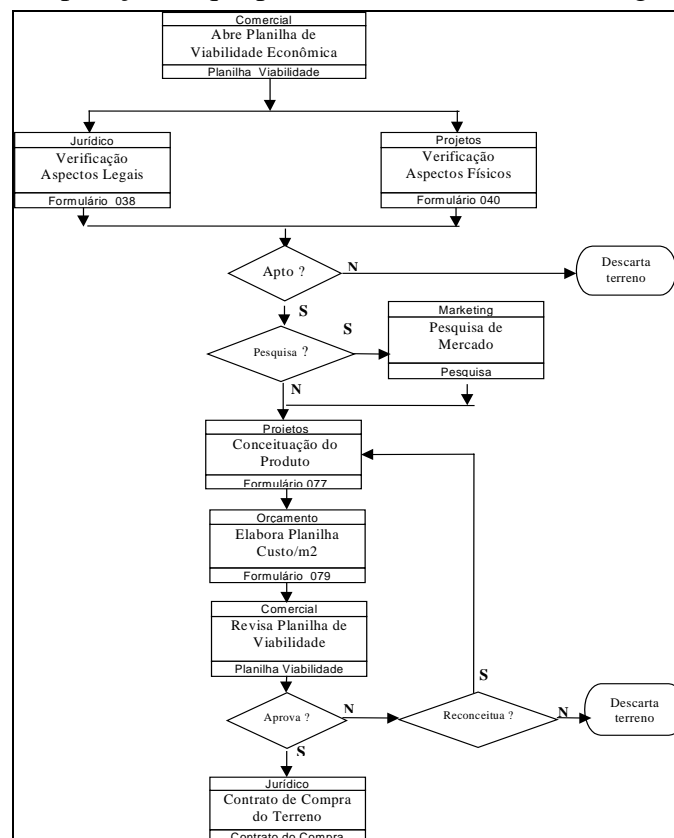 Comercial
Abre Planilha de
Viabilidade Econômica
Planilha Viabilidade
Jurídico
Verificação
Aspectos Legais
Formulário 038
Projetos
Verificação
Aspectos Físicos
Formulário 040
Apto ?
N
Descarta
terreno
S
Pesquisa ?
S
Marketing
Pesquisa de
Mercado
Pesquisa
N
Projetos
Conceituação do
Produto
Formulário 077
Orçamento
Elabora Planilha
Custo/m2
Formulário 079
Comercial
Revisa Planilha de
Viabilidade
Planilha Viabilidade
Aprova ?
N
Reconceitua ?
S
N
Descarta
terreno
S
Jurídico
Contrato de Compra
do Terreno
Contrato do Compra